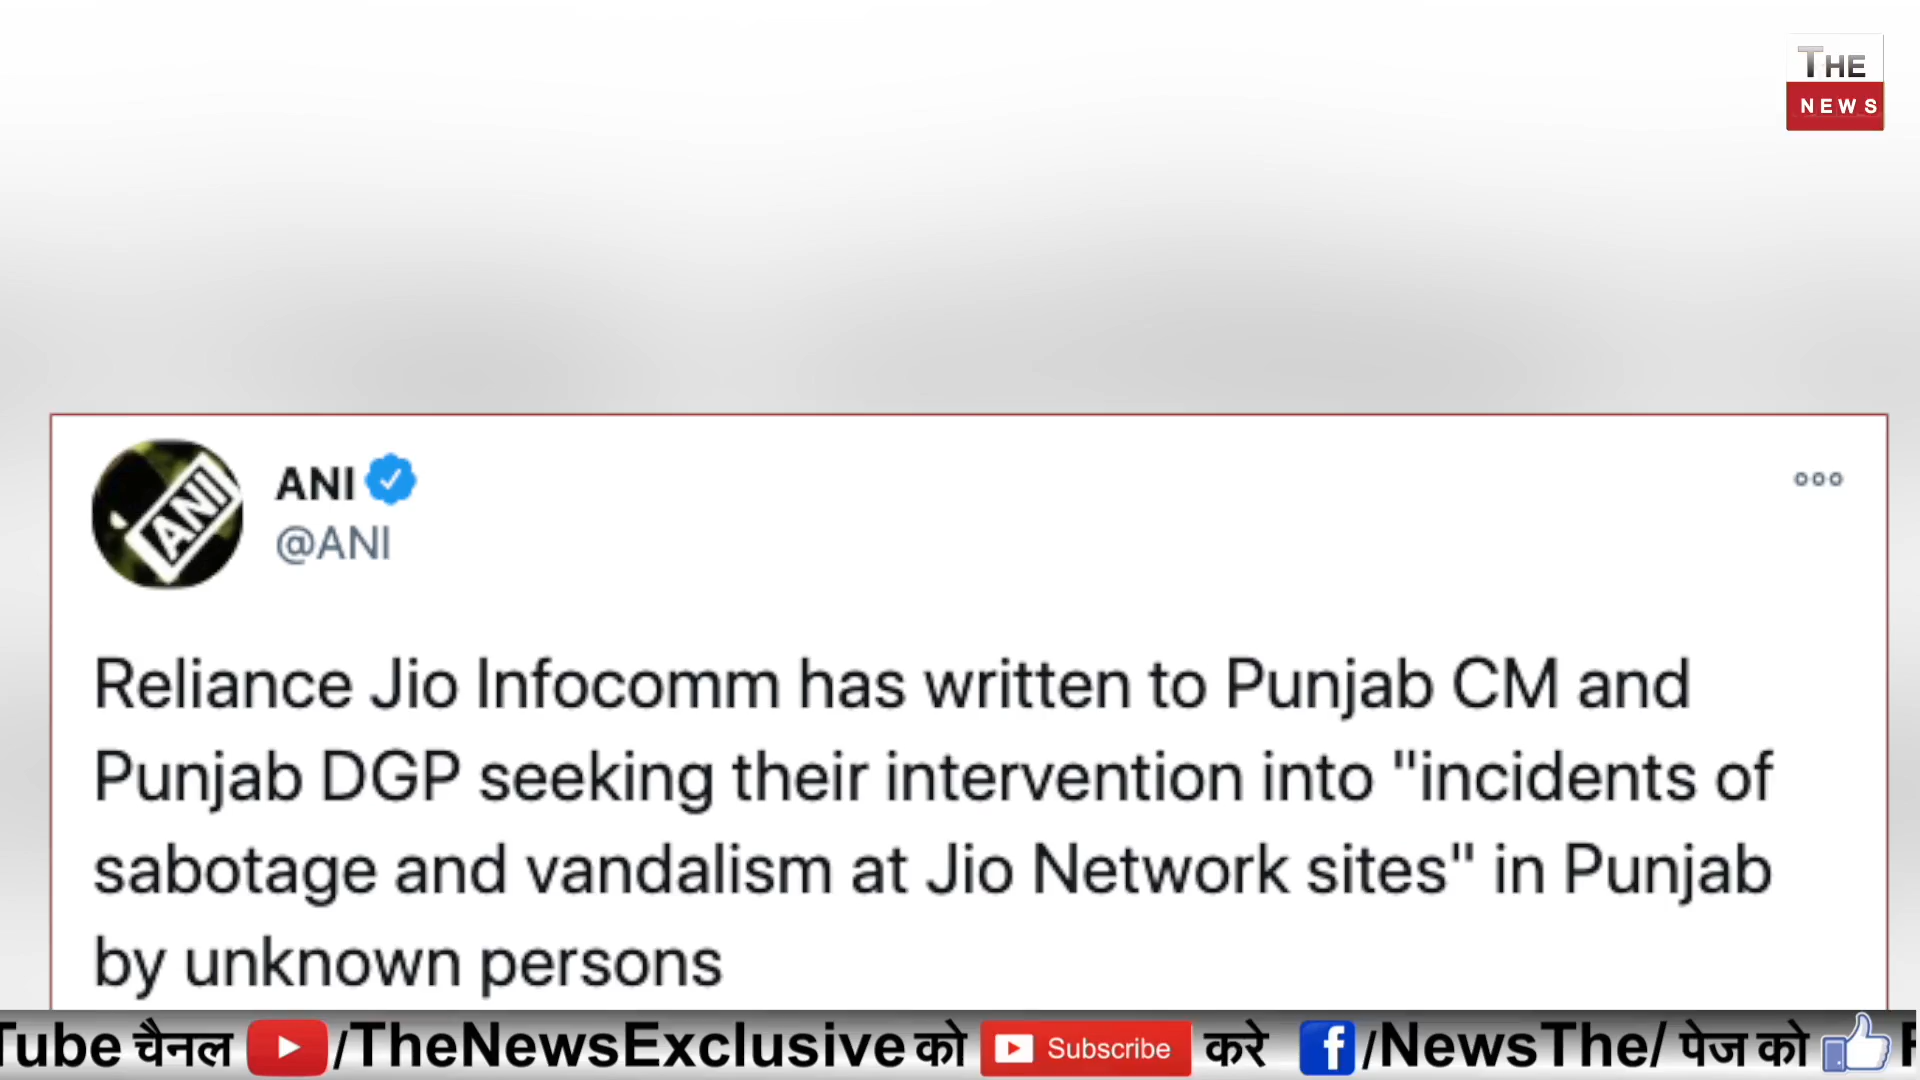 THE
NEWS
ANI
ANI
@ANI
Reliance Jio Infocomm has written to Punjab CM and
Punjab DGP seeking their intervention into "incidents of
sabotage and vandalism at Jio Network sites" in Punjab
by unknown persons
Tube चैनल /TheNewsExclusive को Subscribe करे f /NewsThe/ पेज को